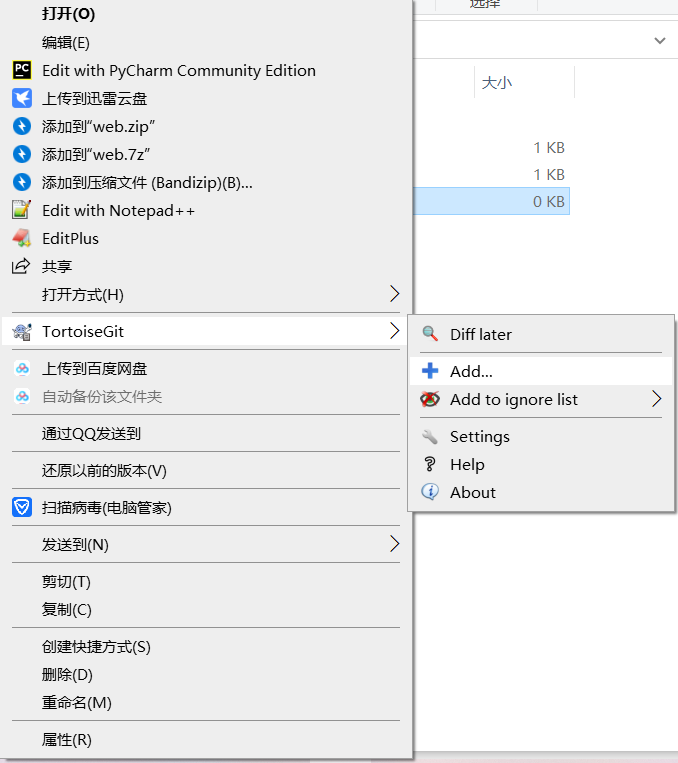 选择
大小
1 KB
1 KB
0 KB
打开(O)
编辑(E)
PC
Edit with PyCharm Community Edition
上传到迅雷云盘
添加到“web.zip”
添加到“web.7z”
添加到压缩文件 (Bandizip)(B)...
Edit with Notepad++
EditPlus
共享
打开方式(H)
TortoiseGit
上传到百度网盘
自动备份该文件夹
通过QQ发送到
还原以前的版本(V)
扫描病毒(电脑管家)
发送到(N)
剪切(T)
复制(C)
创建快捷方式(S)
删除(D)
重命名(M)
属性(R)
Diff later
Add...
Add to ignore list
Settings
Help
About